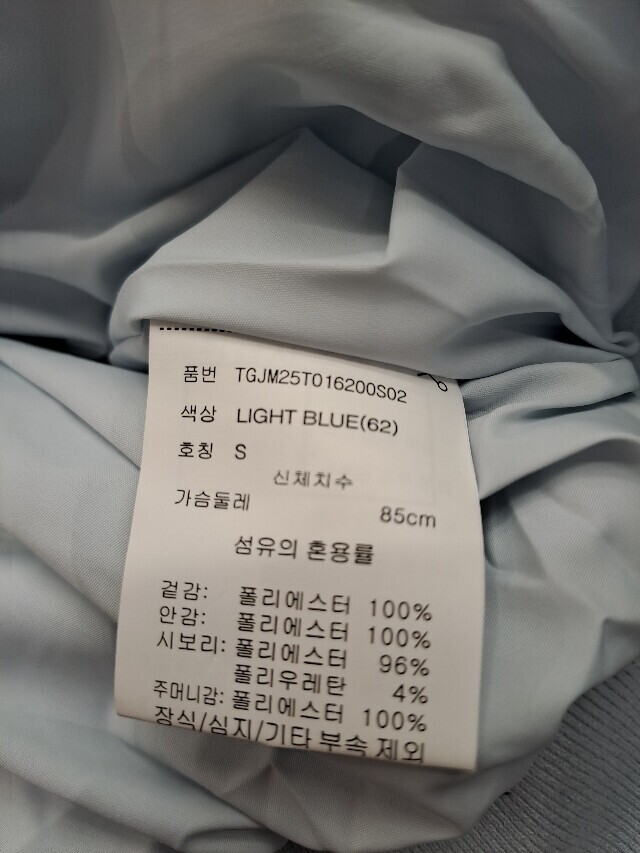 품번 TGJM25T016200S02
색상 LIGHT BLUE(62)
호칭 S
신체치수
가슴둘레 85cm
섬유의 혼용률
겉감: 폴리에스터 100%
안감: 폴리에스터 100%
시보리: 폴리에스터 96%
폴리우레탄 4%
주머니감: 폴리에스터 100%
장식/심지/기타 부속 제외